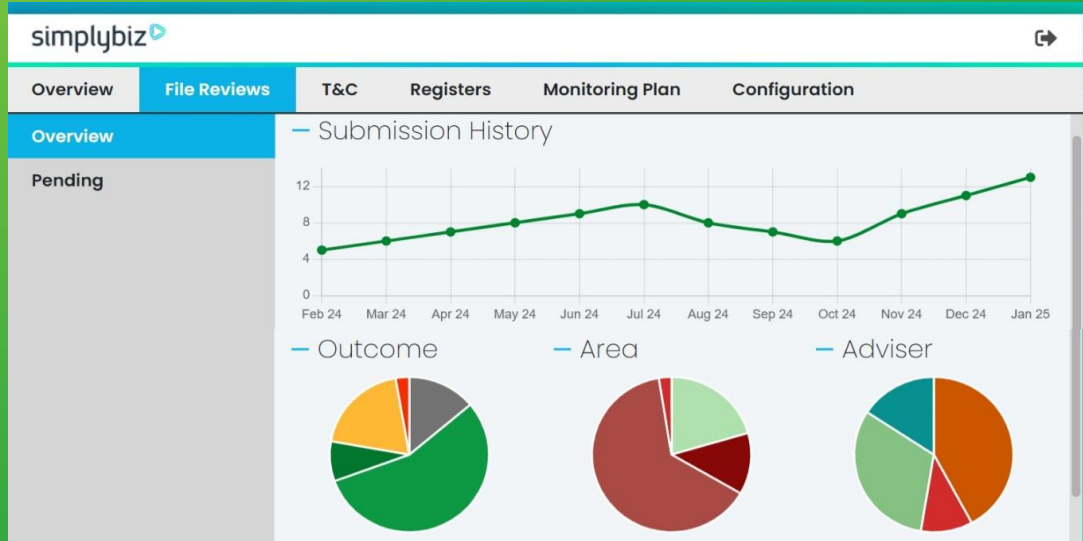 simplybiz
Overview File Reviews T&C Registers Monitoring Plan Configuration
Overview
Pending
Submission History
12
8
4
0
Feb 24 Mar 24 Apr 24 May 24 Jun 24 Jul 24 Aug 24 Sep 24 Oct 24 Nov 24 Dec 24 Jan 25
Outcome Area Adviser